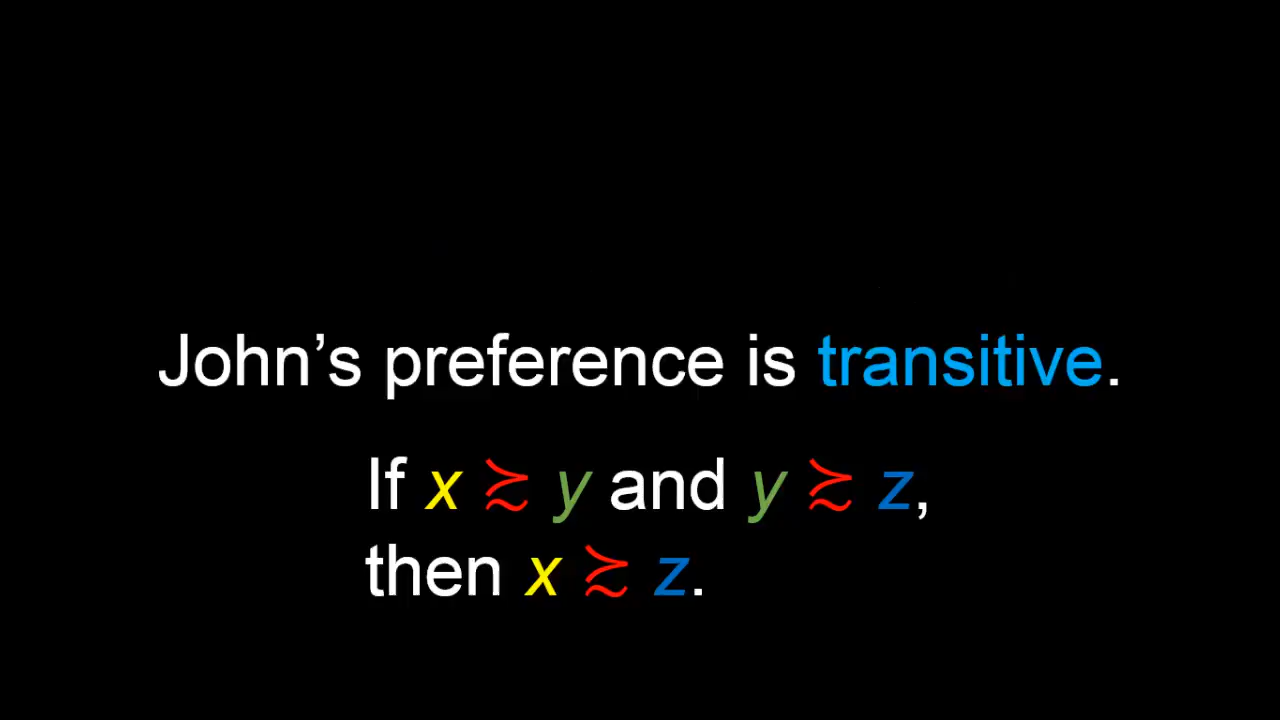 John’s preference is transitive.
If x ≿ y and y ≿ z,
then x ≿ z.